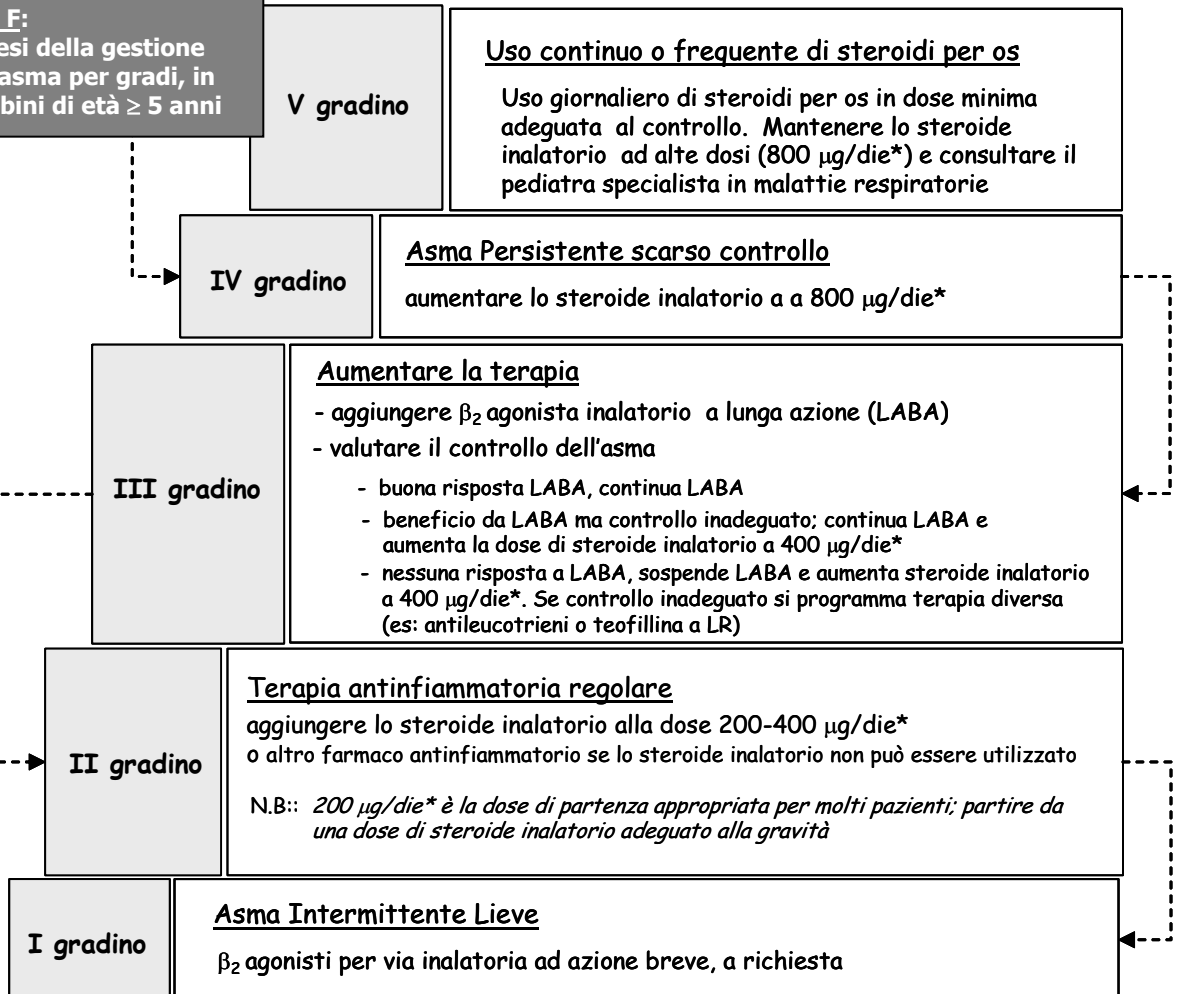 F:
esi della gestione
asma per gradi, in
bini di età ≥ 5 anni
V gradino
Uso continuo o frequente di steroidi per os
Uso giornaliero di steroidi per os in dose minima
adeguata al controllo. Mantenere lo steroide
inalatorio ad alte dosi (800 µg/die*) e consultare il
pediatra specialista in malattie respiratorie
IV gradino
Asma Persistente scarso controllo
aumentare lo steroide inalatorio a a 800 µg/die*
III gradino
Aumentare la terapia
- aggiungere β₂ agonista inalatorio a lunga azione (LABA)
- valutare il controllo dell'asma
- buona risposta LABA, continua LABA
- beneficio da LABA ma controllo inadeguato; continua LABA e
aumenta la dose di steroide inalatorio a 400 µg/die*
- nessuna risposta a LABA, sospende LABA e aumenta steroide inalatorio
a 400 µg/die*. Se controllo inadeguato si programma terapia diversa
(es: antileucotrieni o teofillina a LR)
II gradino
Terapia antinfiammatoria regolare
aggiungere lo steroide inalatorio alla dose 200-400 µg/die*
o altro farmaco antinfiammatorio se lo steroide inalatorio non può essere utilizzato
N.B:: 200 µg/die* è la dose di partenza appropriata per molti pazienti; partire da
una dose di steroide inalatorio adeguato alla gravità
I gradino
Asma Intermittente Lieve
β₂ agonisti per via inalatoria ad azione breve, a richiesta